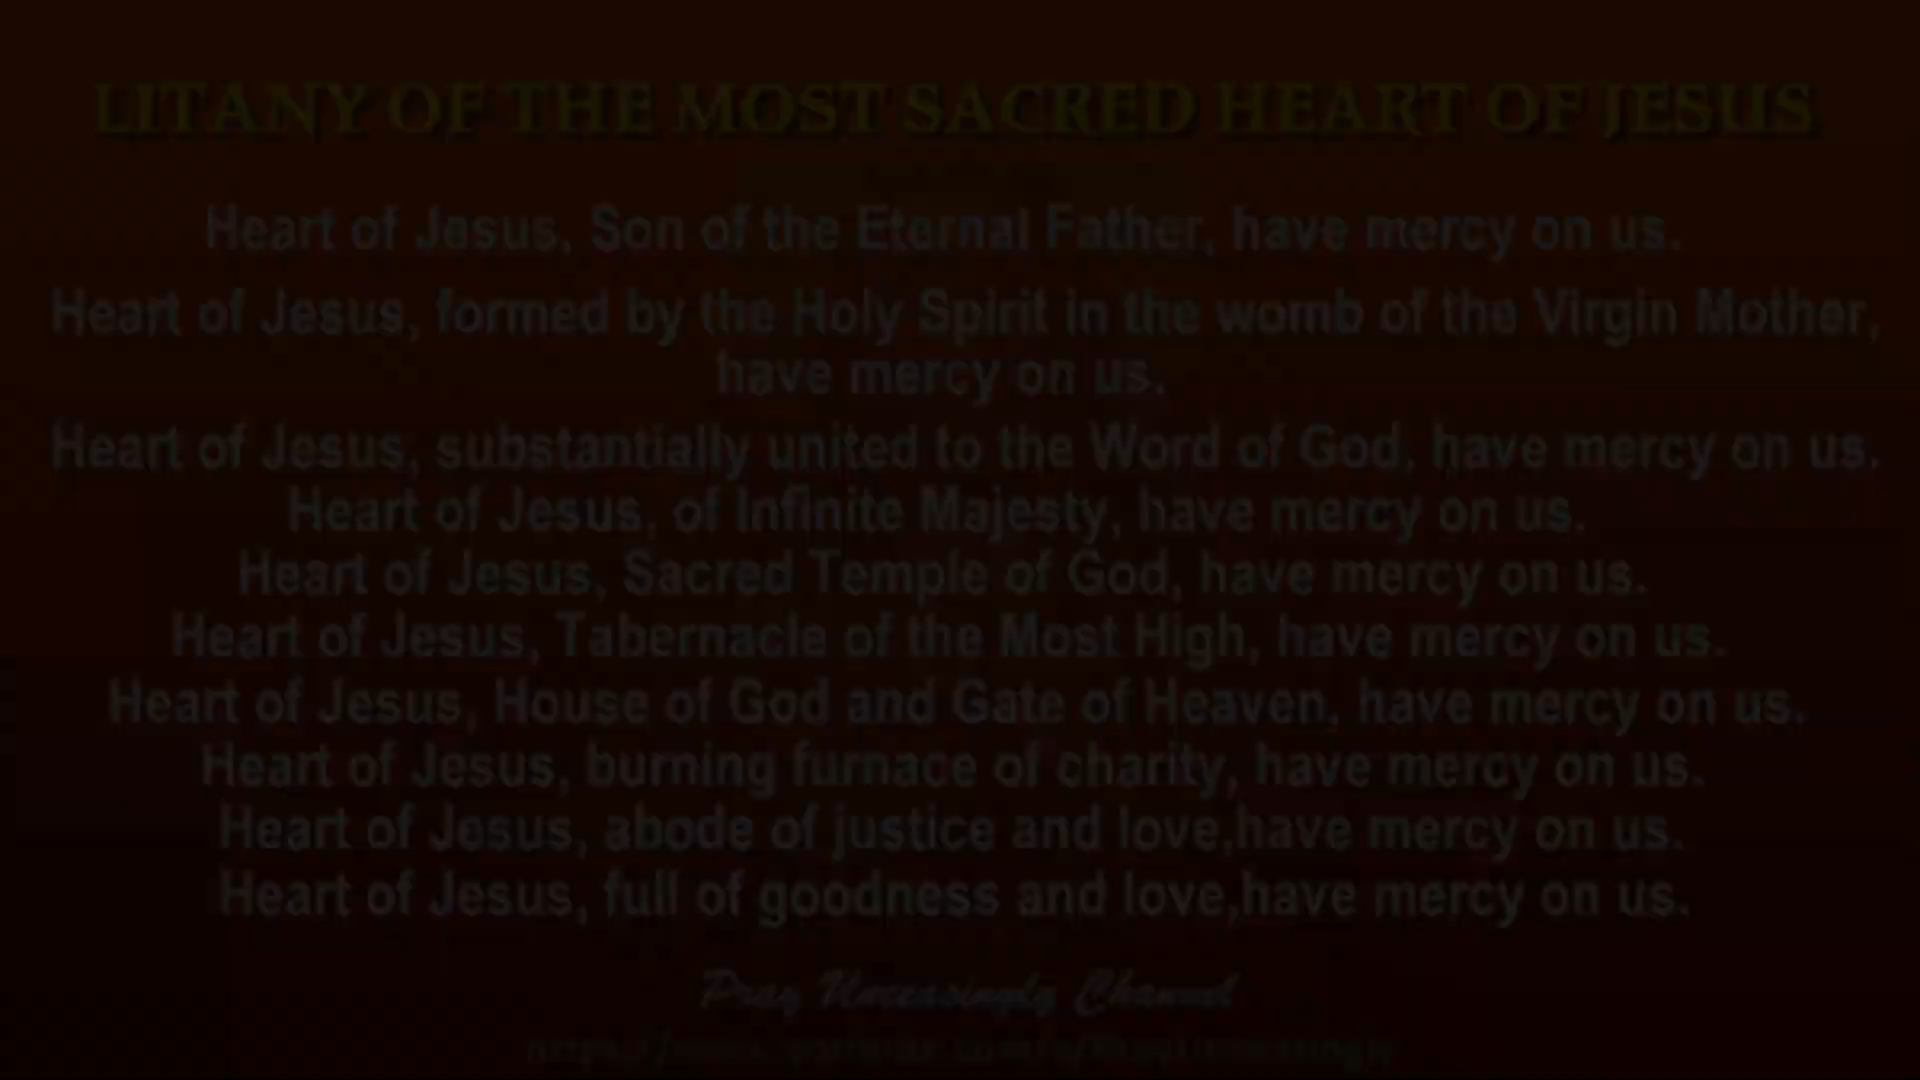 LITANY OF THE MOST SACRED HEART OF JESUS
Heart of Jesus, Son of the Eternal Father, have mercy on us.
Heart of Jesus, formed by the Holy Spirit in the womb of the Virgin Mother,
have mercy on us.
Heart of Jesus, substantially united to the Word of God, have mercy on us.
Heart of Jesus, of Infinite Majesty, have mercy on us.
Heart of Jesus, Sacred Temple of God, have mercy on us.
Heart of Jesus, Tabernacle of the Most High, have mercy on us.
Heart of Jesus, House of God and Gate of Heaven, have mercy on us.
Heart of Jesus, burning furnace of charity, have mercy on us.
Heart of Jesus, abode of justice and love,have mercy on us.
Heart of Jesus, full of goodness and love,have mercy on us.
Pray Unceasingly Channel